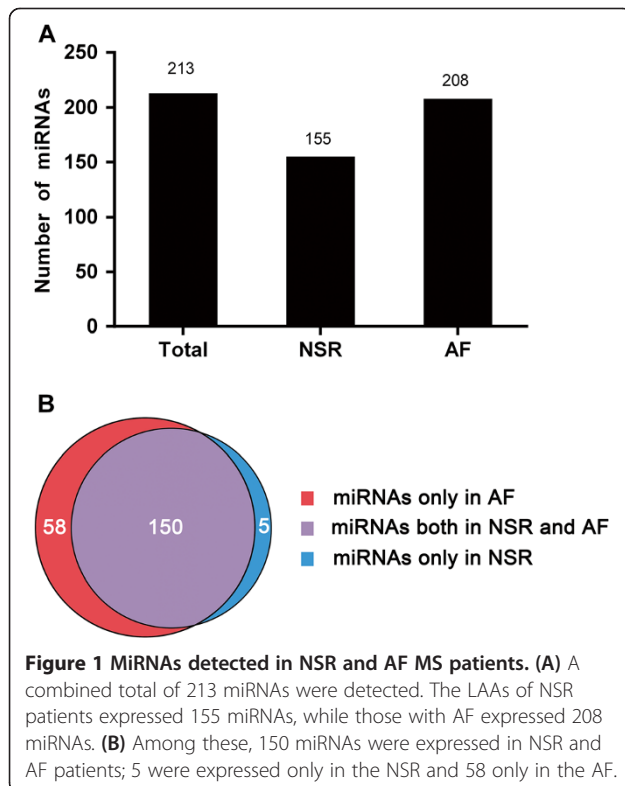 A
250
200
150
100
50
0
Number of miRNAs
213
155
208
Total NSR AF
B
58 150 5
miRNAs only in AF
miRNAs both in NSR and AF
miRNAs only in NSR
Figure 1 MiRNAs detected in NSR and AF MS patients. (A) A
combined total of 213 miRNAs were detected. The LAAs of NSR
patients expressed 155 miRNAs, while those with AF expressed 208
miRNAs. (B) Among these, 150 miRNAs were expressed in NSR and
AF patients; 5 were expressed only in the NSR and 58 only in the AF.